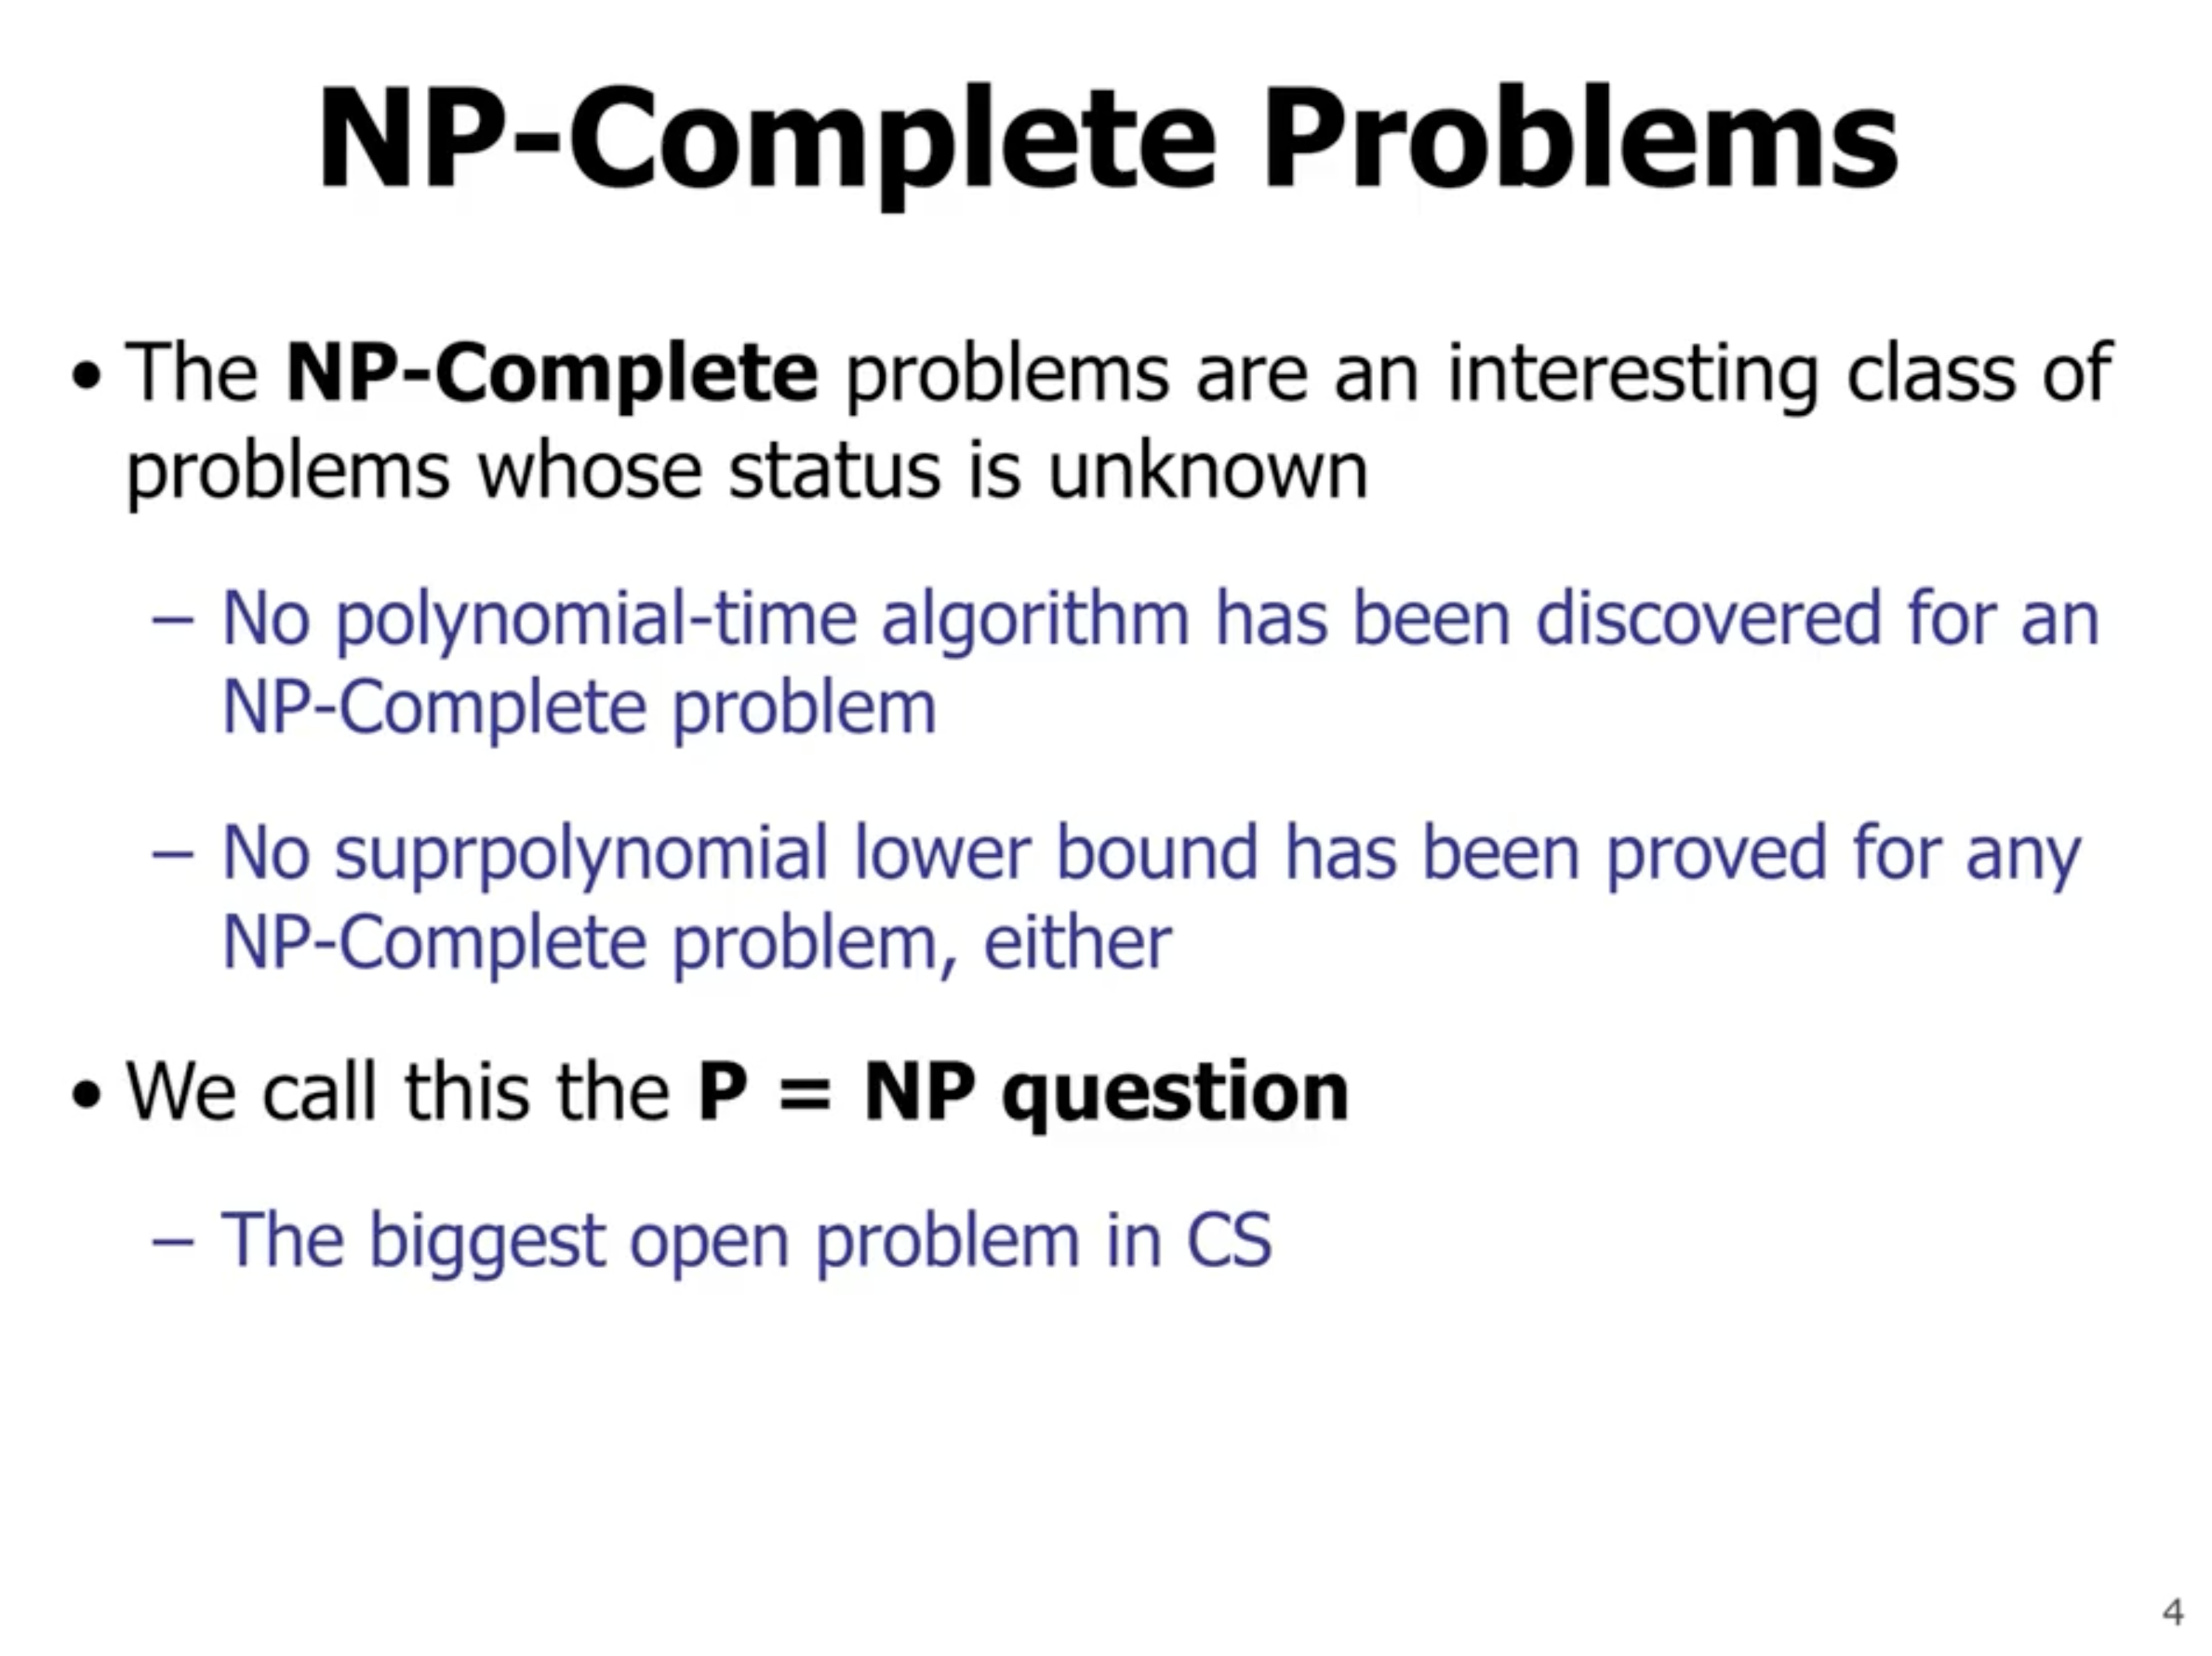 NP-Complete Problems
• The NP-Complete problems are an interesting class of
problems whose status is unknown
– No polynomial-time algorithm has been discovered for an
NP-Complete problem
– No suprpolynomial lower bound has been proved for any
NP-Complete problem, either
• We call this the P = NP question
– The biggest open problem in CS
4